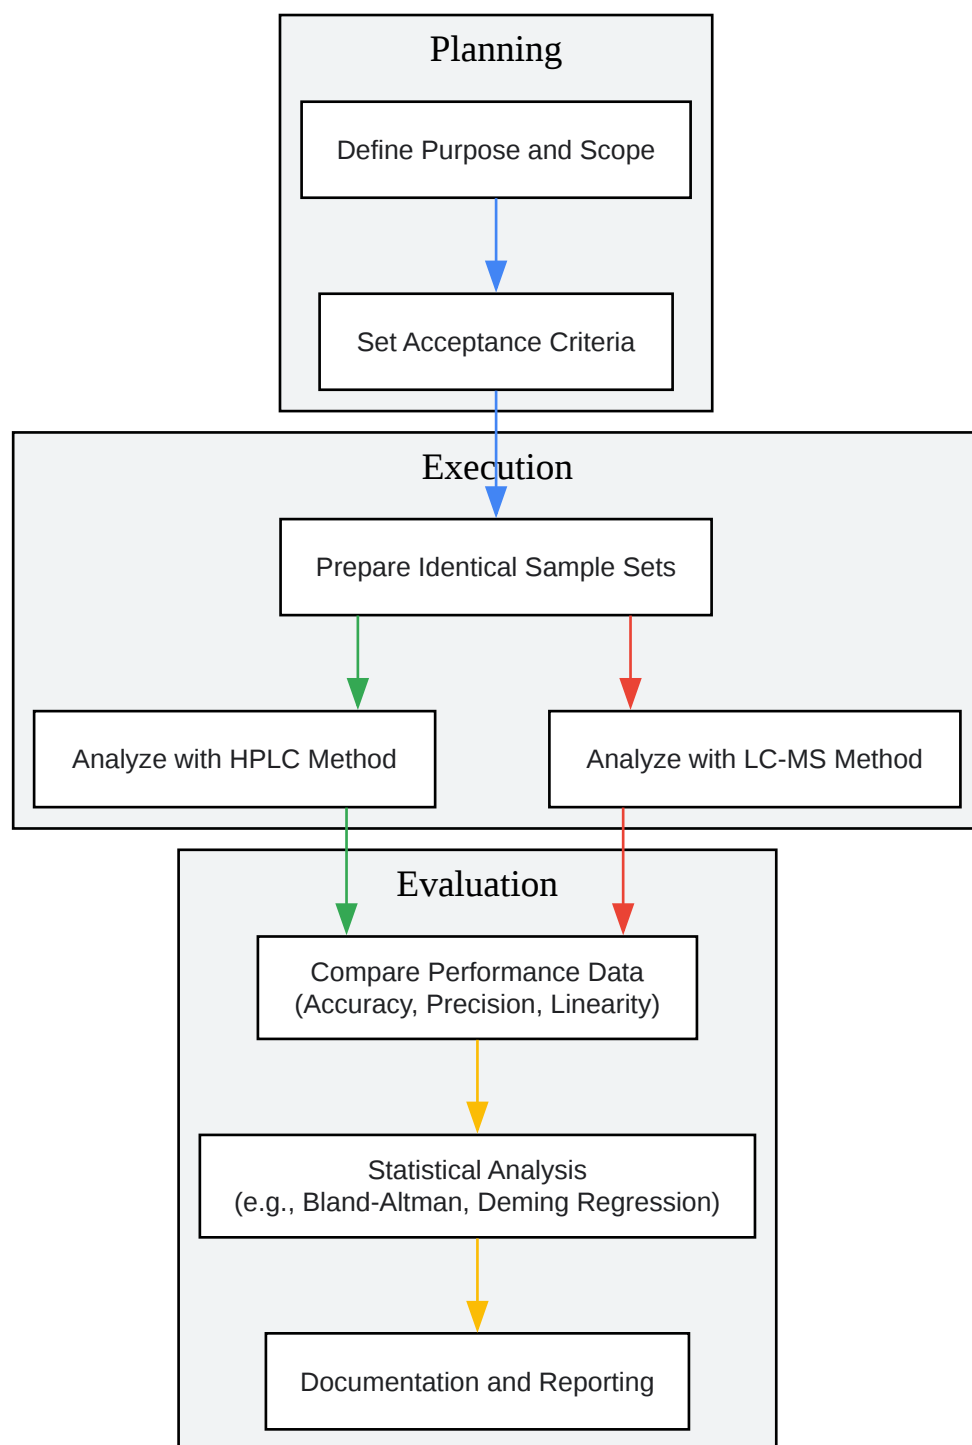 Planning
Define Purpose and Scope
Set Acceptance Criteria
Execution
Prepare Identical Sample Sets
Analyze with HPLC Method
Analyze with LC-MS Method
Evaluation
Compare Performance Data
(Accuracy, Precision, Linearity)
Statistical Analysis
(e.g., Bland-Altman, Deming Regression)
Documentation and Reporting